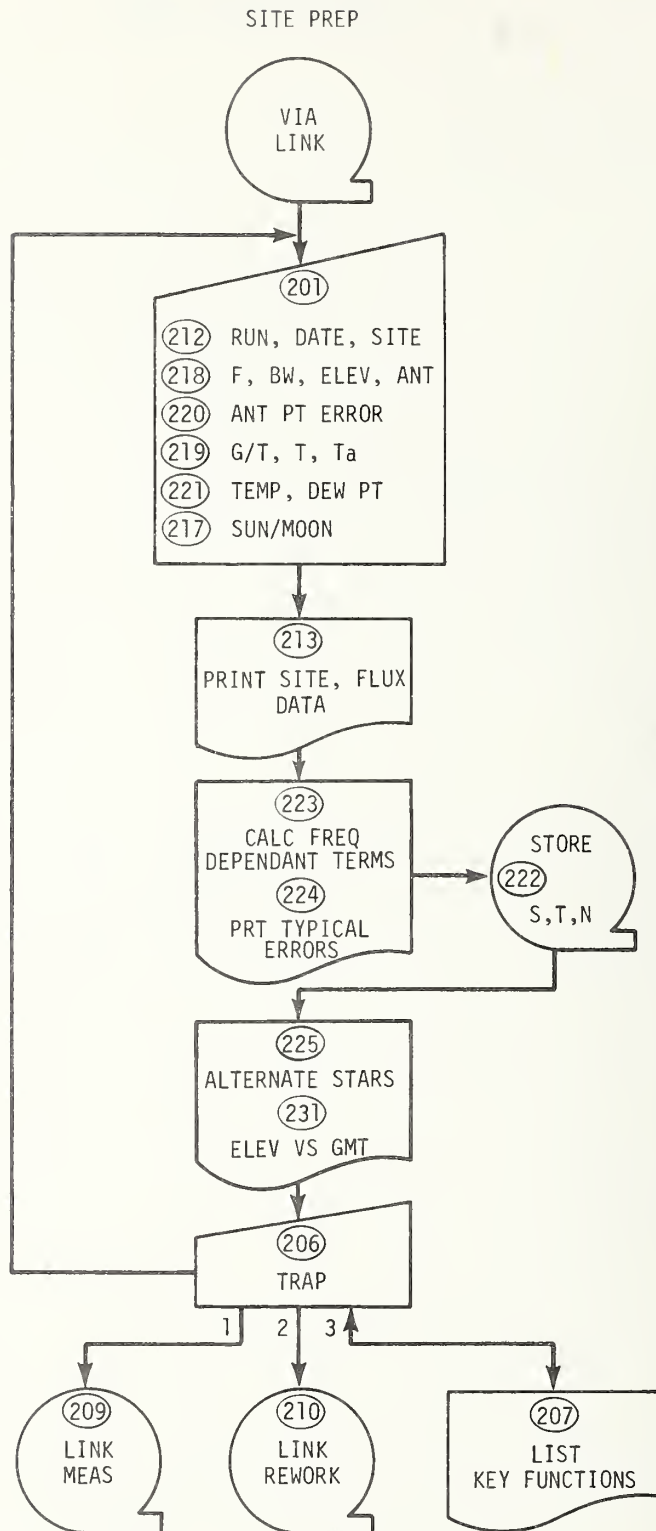 SITE PREP
VIA
LINK
201
212 RUN, DATE, SITE
218 F, BW, ELEV, ANT
220 ANT PT ERROR
219 G/T, T, Ta
221 TEMP, DEW PT
217 SUN/MOON
213
PRINT SITE, FLUX
DATA
223
CALC FREQ
DEPENDANT TERMS
224
PRT TYPICAL
ERRORS
STORE
222
S,T,N
225
ALTERNATE STARS
231
ELEV VS GMT
206
TRAP
1 2 3
209
LINK
MEAS
210
LINK
REWORK
207
LIST
KEY FUNCTIONS